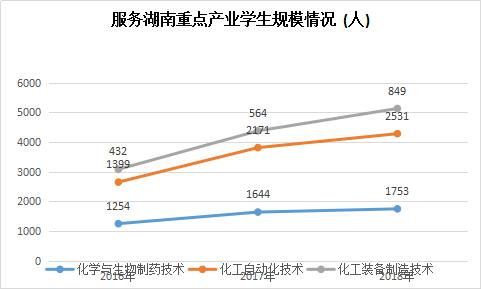 服务湖南重点产业学生规模情况 (人)
6000
5000
4000
3000
2000
1000
0
432
564
849
1399
2171
2531
1254
1644
1753
2016年
2017年
2018年
化学与生物制药技术
化工自动化技术
化工装备制造技术